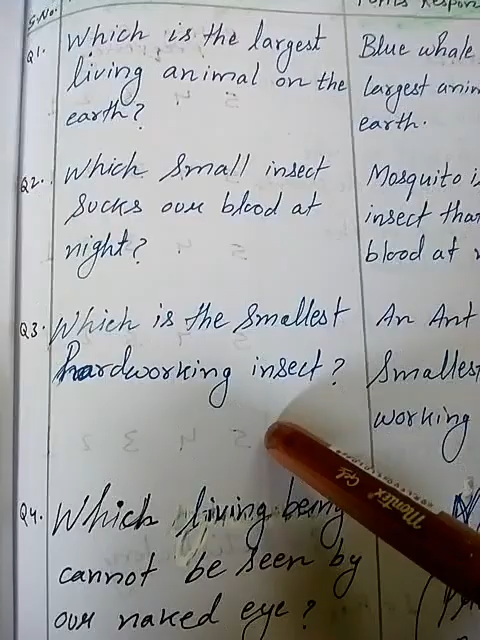 S.No.
Q1. Which is the largest
living animal on the
earth?
Blue whale
largest
earth.
Q2. Which small insect
sucks our blood at
night?
Mosquito
insect
blood at
Q3. Which is the smallest
hardworking insect?
An Ant
Smallest
working
Q4. Which living being
cannot be seen by
our naked eye?
Montex Gel